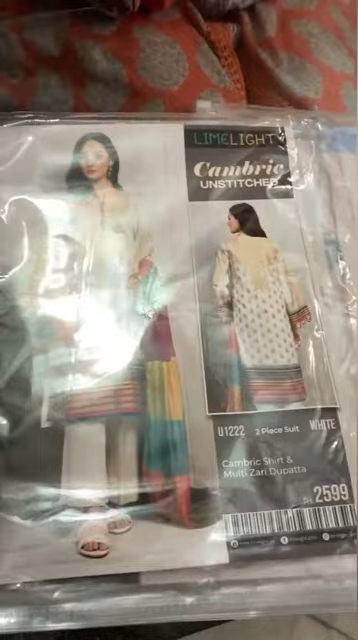 LIMELIGHT
Cambric
UNSTITCHED
U1222 2 Piece Suit WHITE
Cambric Shirt &
Multi Zari Dupatta
2599